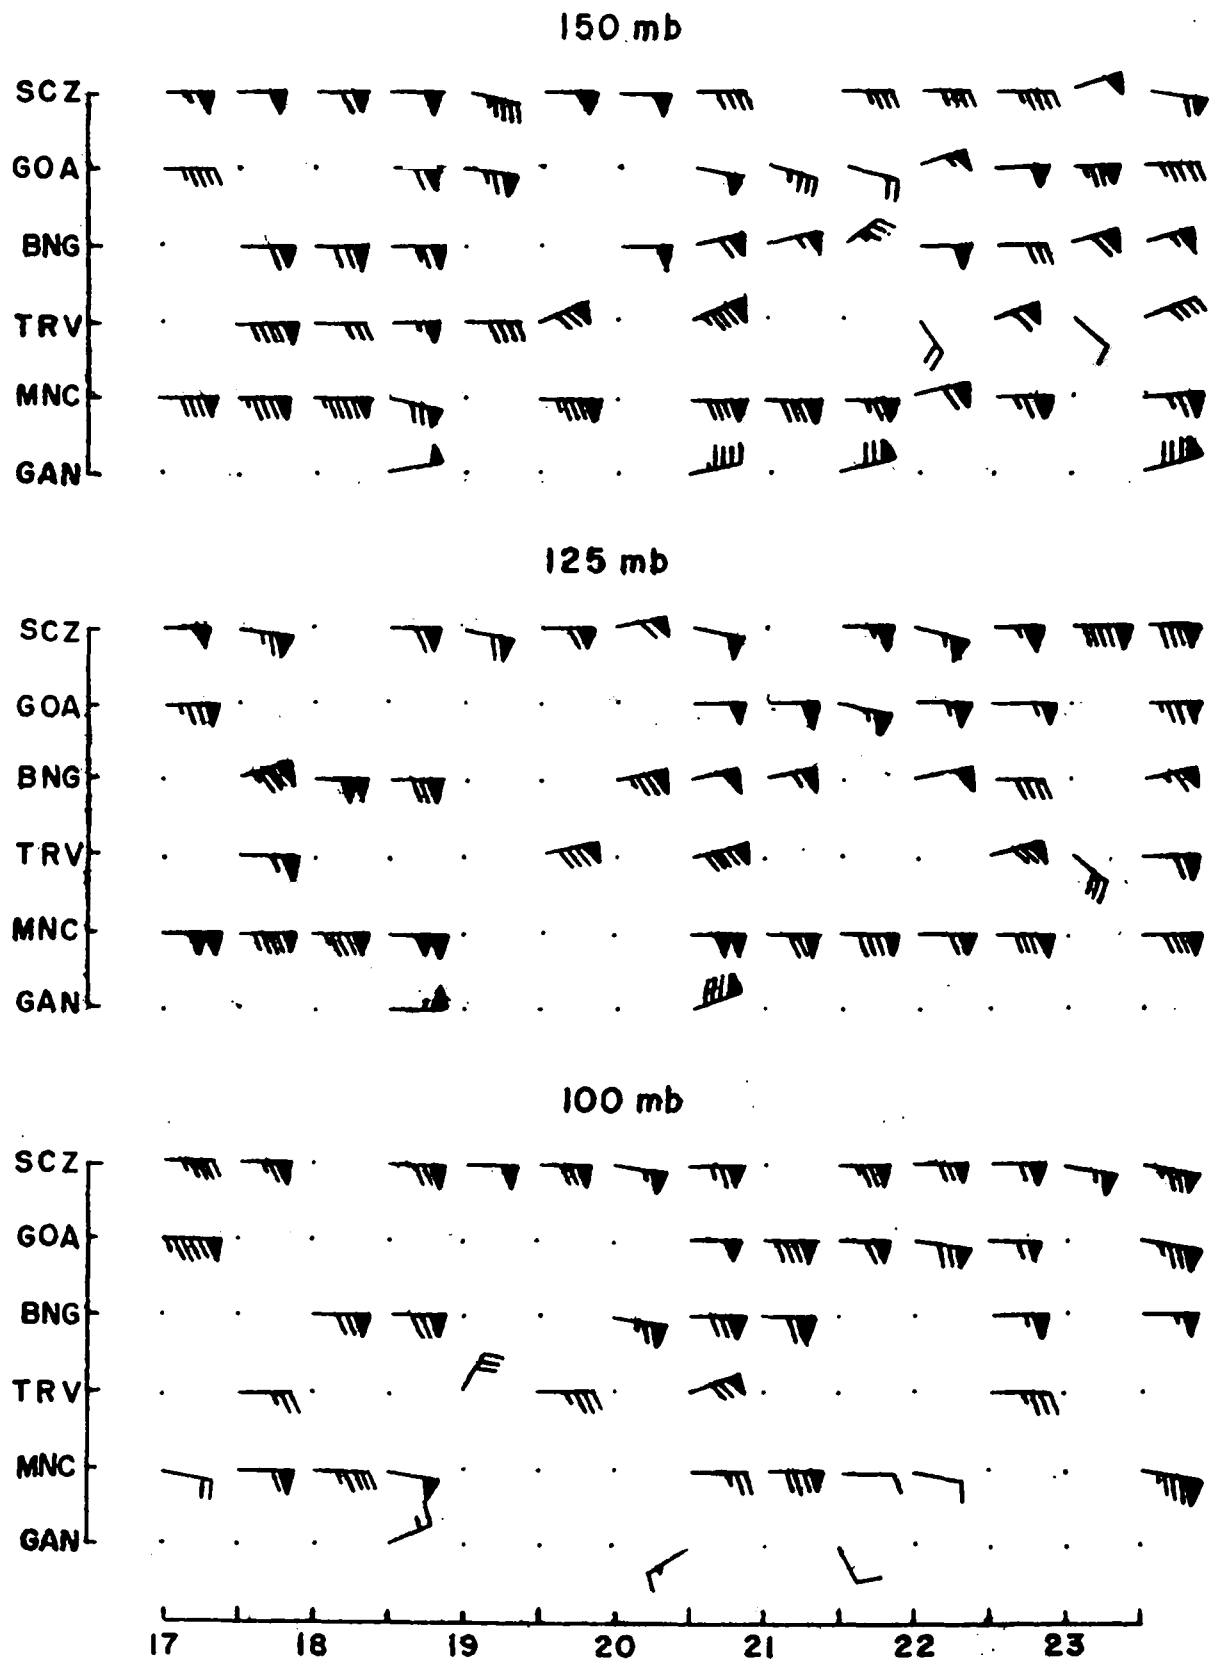 150 mb
SCZ
GOA
BNG
TRV
MNC
GAN
125 mb
SCZ
GOA
BNG
TRV
MNC
GAN
100 mb
SCZ
GOA
BNG
TRV
MNC
GAN
17 18 19 20 21 22 23